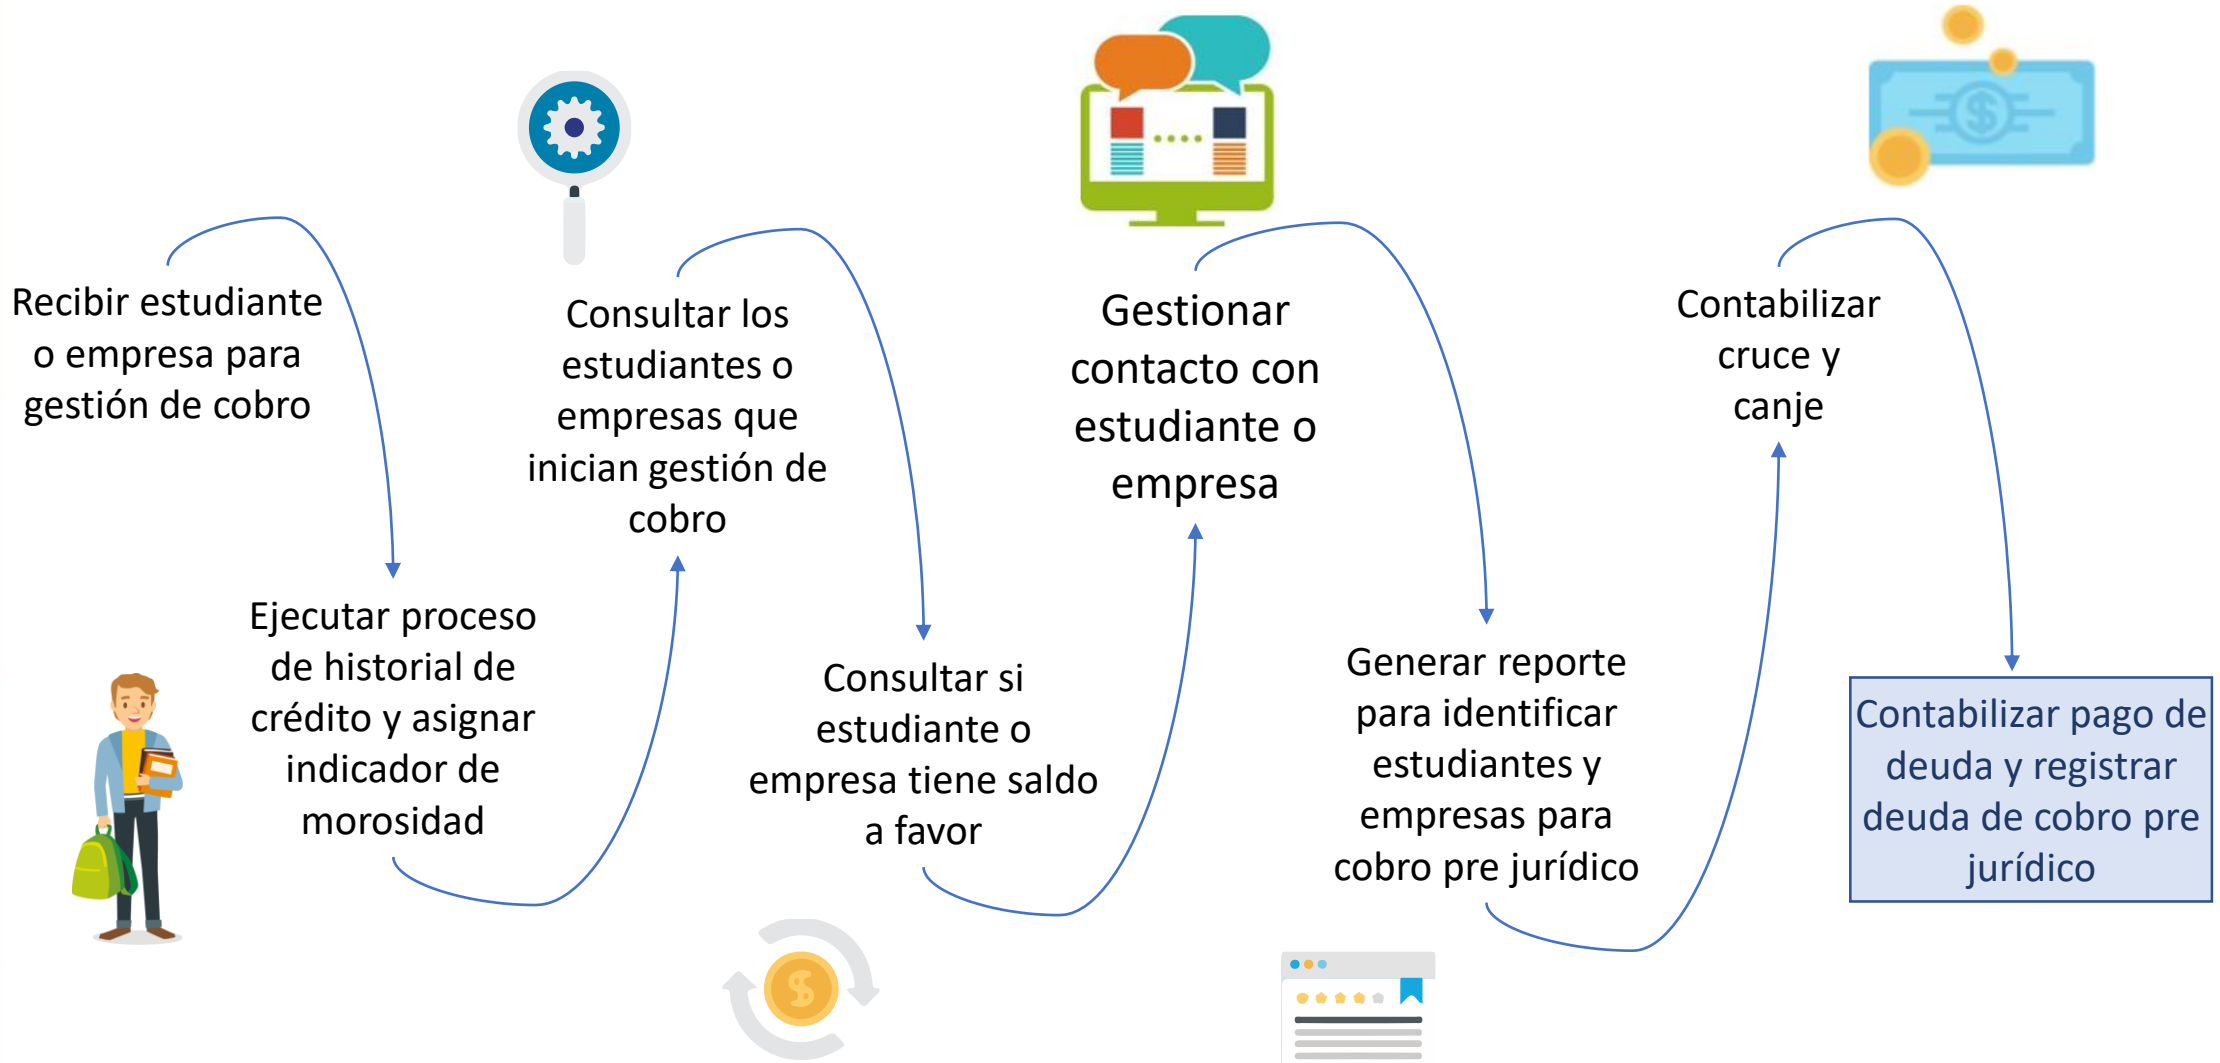 Recibir estudiante
o empresa para
gestión de cobro
Ejecutar proceso
de historial de
crédito y asignar
indicador de
morosidad
Consultar los
estudiantes o
empresas que
inician gestión de
cobro
Consultar si
estudiante o
empresa tiene saldo
a favor
Gestionar
contacto con
estudiante o
empresa
Generar reporte
para identificar
estudiantes y
empresas para
cobro pre jurídico
Contabilizar
cruce y
canje
Contabilizar pago de
deuda y registrar
deuda de cobro pre
jurídico